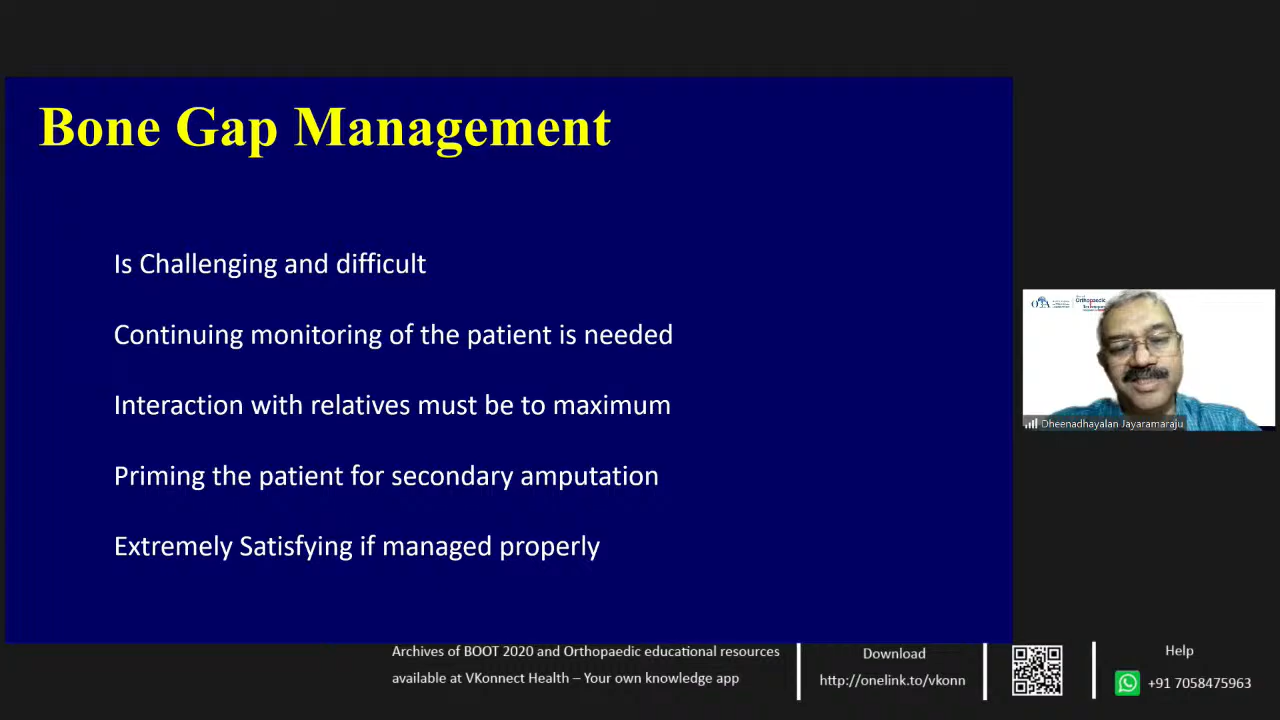 Bone Gap Management
Is Challenging and difficult
Continuing monitoring of the patient is needed
Interaction with relatives must be to maximum
Priming the patient for secondary amputation
Extremely Satisfying if managed properly
Orthopaedic
Dheenadhayalan Jayaramaraju
Archives of BOOT 2020 and Orthopaedic educational resources
available at VKonnect Health – Your own knowledge app
Download
http://onelink.to/vkonn
Help
+91 7058475963